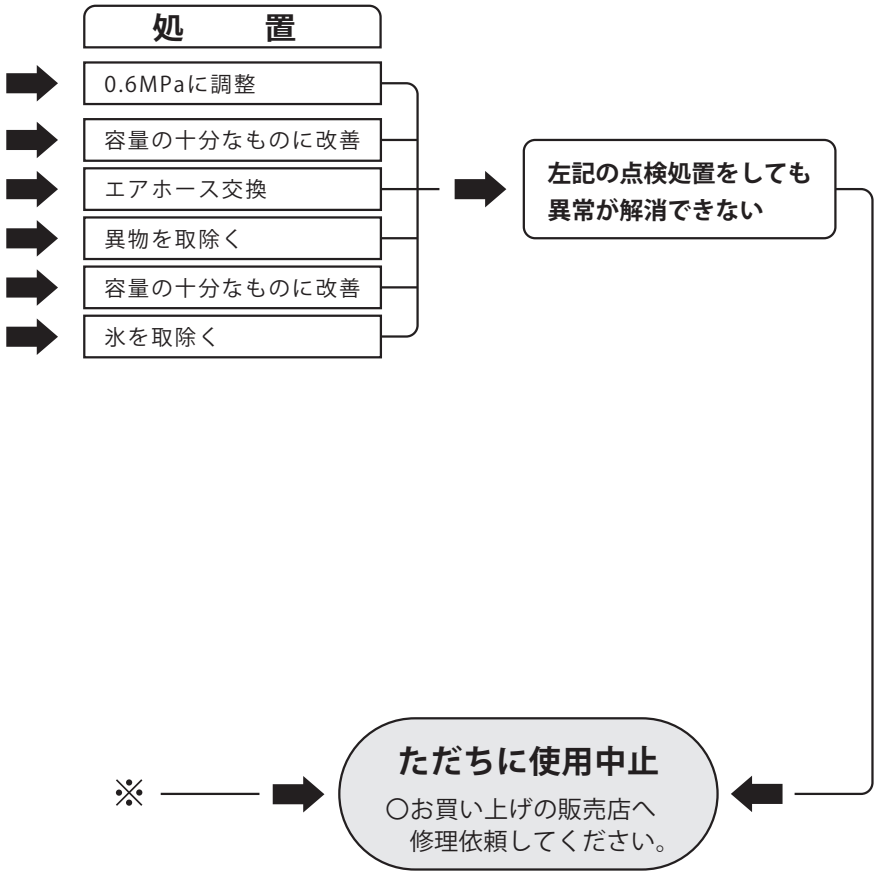 処 置
0.6MPaに調整
容量の十分なものに改善
エアホース交換
異物を取除く
容量の十分なものに改善
氷を取除く
左記の点検処置をしても
異常が解消できない
※
ただちに使用中止
○お買い上げの販売店へ
修理依頼してください。